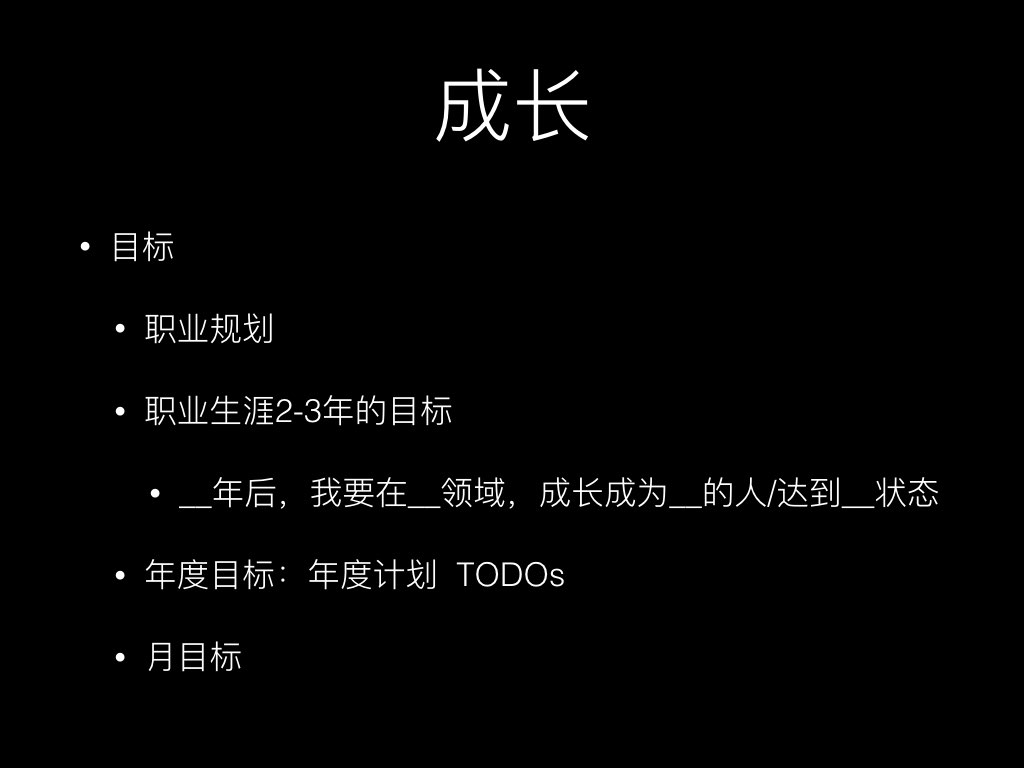 成长
• 目标
• 职业规划
• 职业生涯2-3年的目标
• __年后，我要在__领域，成长成为__的人/达到__状态
• 年度目标：年度计划 TODOs
• 月目标